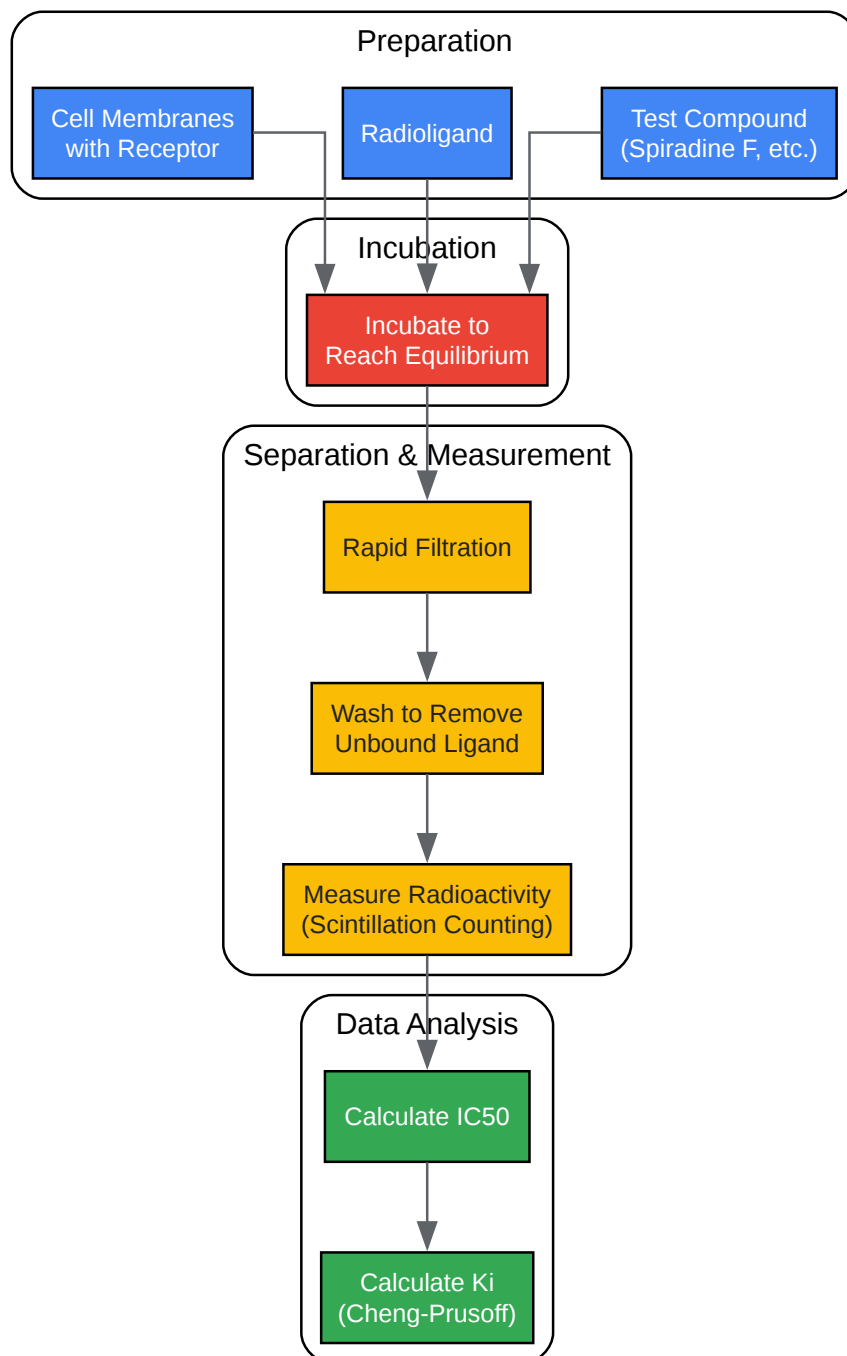 Preparation
Cell Membranes
with Receptor
Radioligand
Test Compound
(Spiradine F, etc.)
Incubation
Incubate to
Reach Equilibrium
Separation & Measurement
Rapid Filtration
Wash to Remove
Unbound Ligand
Measure Radioactivity
(Scintillation Counting)
Data Analysis
Calculate IC50
Calculate Ki
(Cheng-Prusoff)